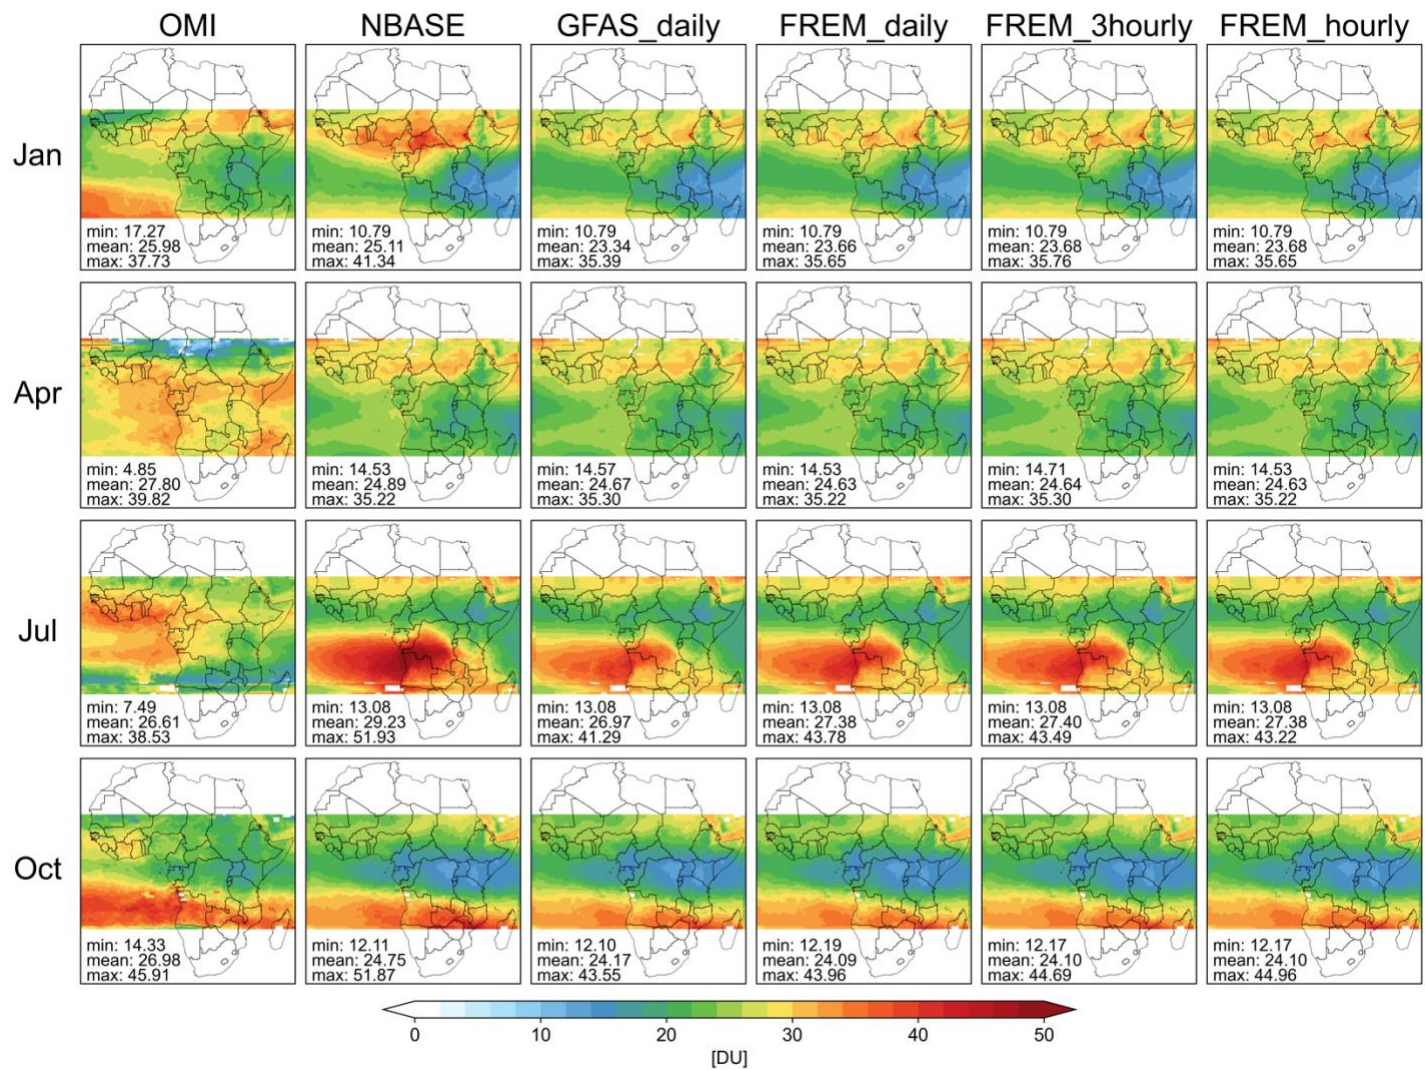 OMI NBASE GFAS_daily FREM_daily FREM_3hourly FREM_hourly
Jan
min: 17.27 min: 10.79 min: 10.79 min: 10.79 min: 10.79 min: 10.79
mean: 25.98 mean: 25.11 mean: 23.34 mean: 23.66 mean: 23.68 mean: 23.68
max: 37.73 max: 41.34 max: 35.39 max: 35.65 max: 35.76 max: 35.65
Apr
min: 4.85 min: 14.53 min: 14.57 min: 14.53 min: 14.71 min: 14.53
mean: 27.80 mean: 24.89 mean: 24.67 mean: 24.63 mean: 24.64 mean: 24.63
max: 39.82 max: 35.22 max: 35.30 max: 35.22 max: 35.30 max: 35.22
Jul
min: 7.49 min: 13.08 min: 13.08 min: 13.08 min: 13.08 min: 13.08
mean: 26.61 mean: 29.23 mean: 26.97 mean: 27.38 mean: 27.40 mean: 27.38
max: 38.53 max: 51.93 max: 41.29 max: 43.78 max: 43.49 max: 43.22
Oct
min: 14.33 min: 12.11 min: 12.10 min: 12.19 min: 12.17 min: 12.17
mean: 26.98 mean: 24.75 mean: 24.17 mean: 24.09 mean: 24.10 mean: 24.10
max: 45.91 max: 51.87 max: 43.55 max: 43.96 max: 44.69 max: 44.96
0 10 20 30 40 50
[DU]